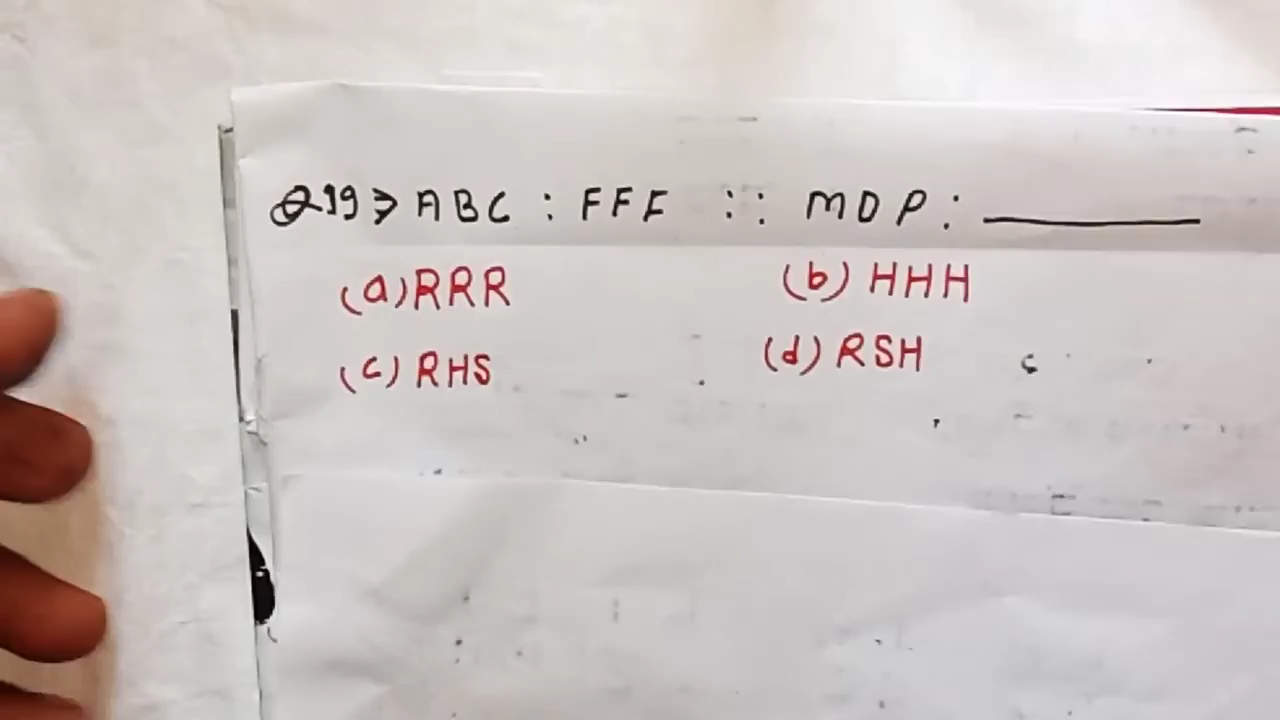 Q19> ABC : FFF :: MDP : ______
(a) RRR (b) HHH
(c) RHS (d) RSH